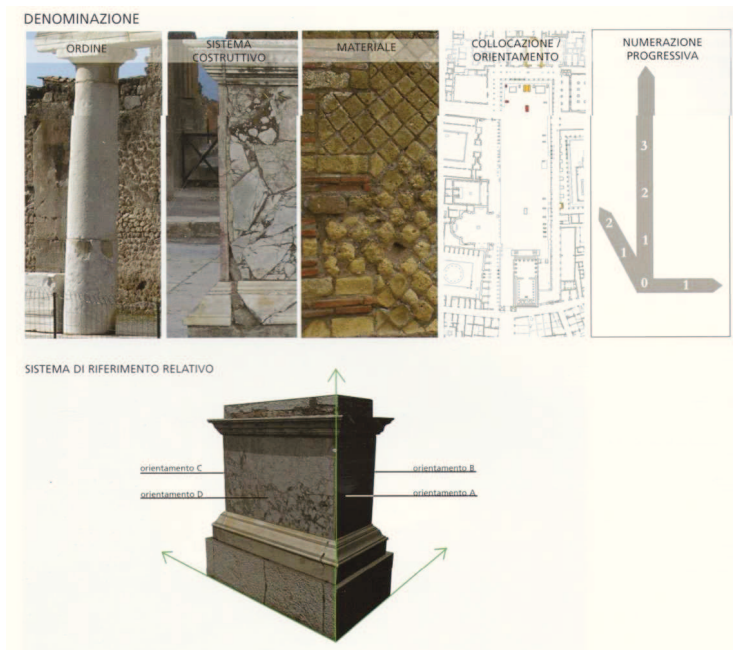 DENOMINAZIONE
ORDINE
SISTEMA
COSTRUTTIVO
MATERIALE
COLLOCAZIONE /
ORIENTAMENTO
NUMERAZIONE
PROGRESSIVA
3
2
1
2
1
0
1
SISTEMA DI RIFERIMENTO RELATIVO
orientamento C
orientamento B
orientamento D
orientamento A